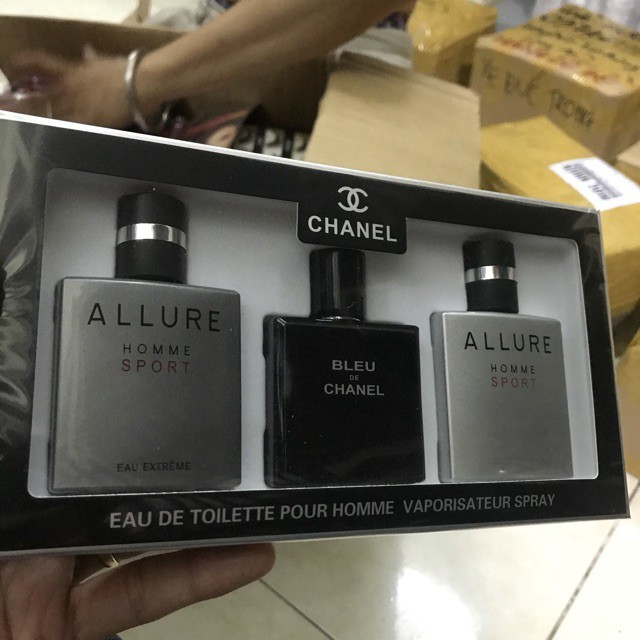 CHANEL
ALLURE
HOMME
SPORT
EAU EXTRÊME
BLEU
DE
CHANEL
ALLURE
HOMME
SPORT
EAU DE TOILETTE POUR HOMME VAPORISATEUR SPRAY
TRONG